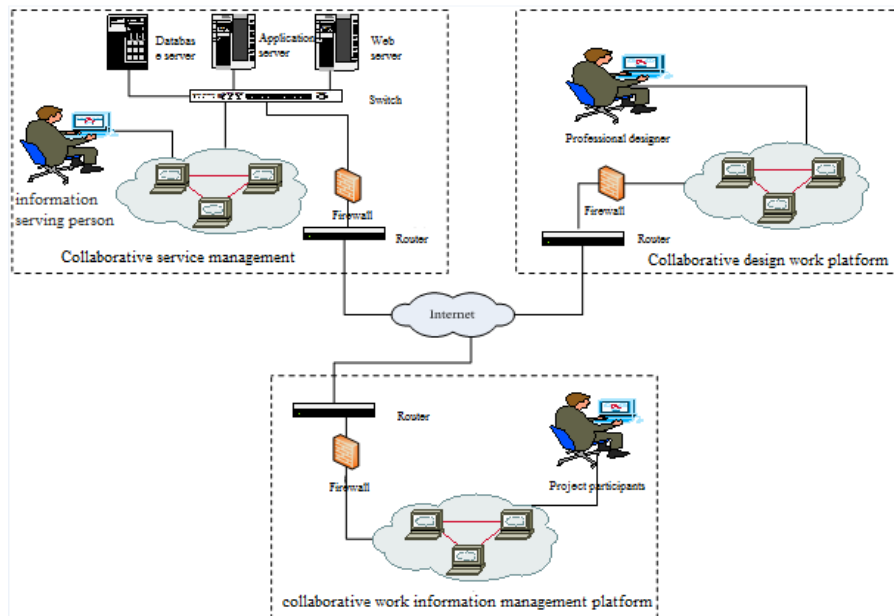 Databas
e server
Application
server
Web
server
Switch
information
serving person
Firewall
Router
Collaborative service management
Professional designer
Firewall
Router
Collaborative design work platform
Internet
Router
Firewall
Project participants
collaborative work information management platform